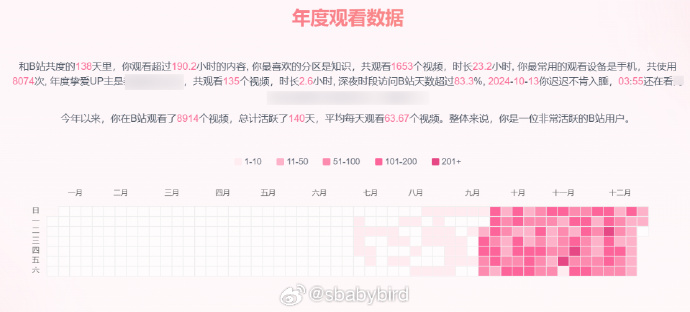 年度观看数据
和B站共度的138天里，你观看超过190.2小时的内容, 你最喜欢的分区是知识，共观看1653个视频，时长23.2小时, 你最常用的观看设备是手机，共使用
8074次, 年度挚爱UP主是 ，共观看135个视频，时长2.6小时, 深夜时段访问B站天数超过83.3%, 2024-10-13你迟迟不肯入睡，03:55还在看
今年以来，你在B站观看了8914个视频，总计活跃了140天，平均每天观看63.67个视频。整体来说，你是一位非常活跃的B站用户。
1-10 11-50 51-100 101-200 201+
一月 二月 三月 四月 五月 六月 七月 八月 九月 十月 十一月 十二月
日
一
二
三
四
五
六
@sbabybird